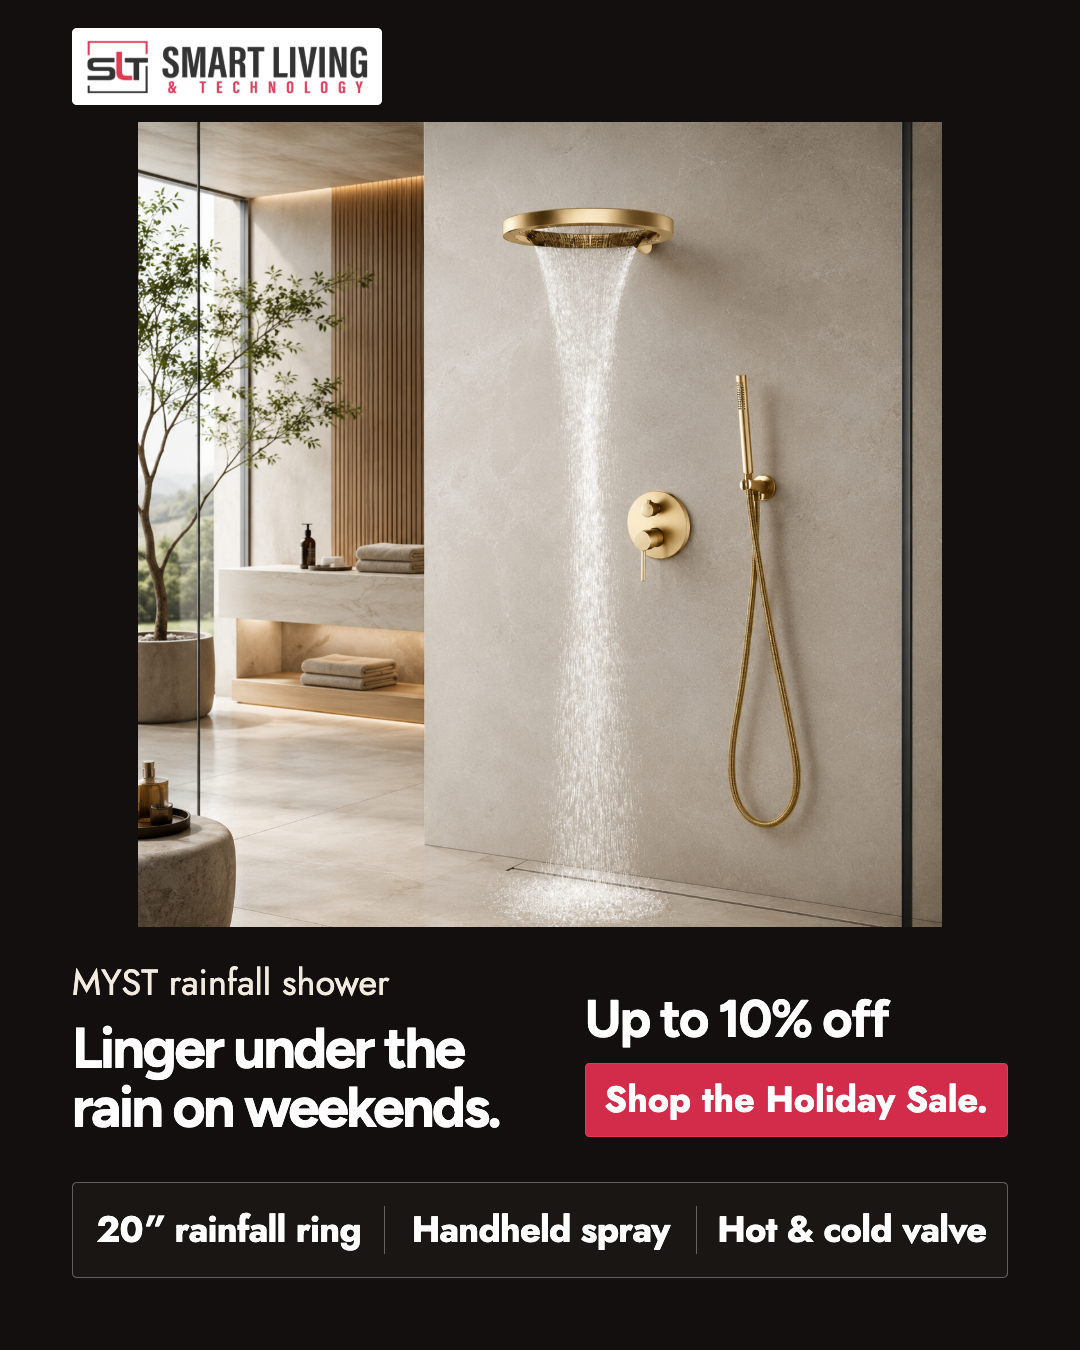 SLT SMART LIVING
& TECHNOLOGY
MYST rainfall shower
Linger under the
rain on weekends.
Up to 10% off
Shop the Holiday Sale.
20” rainfall ring
Handheld spray
Hot & cold valve